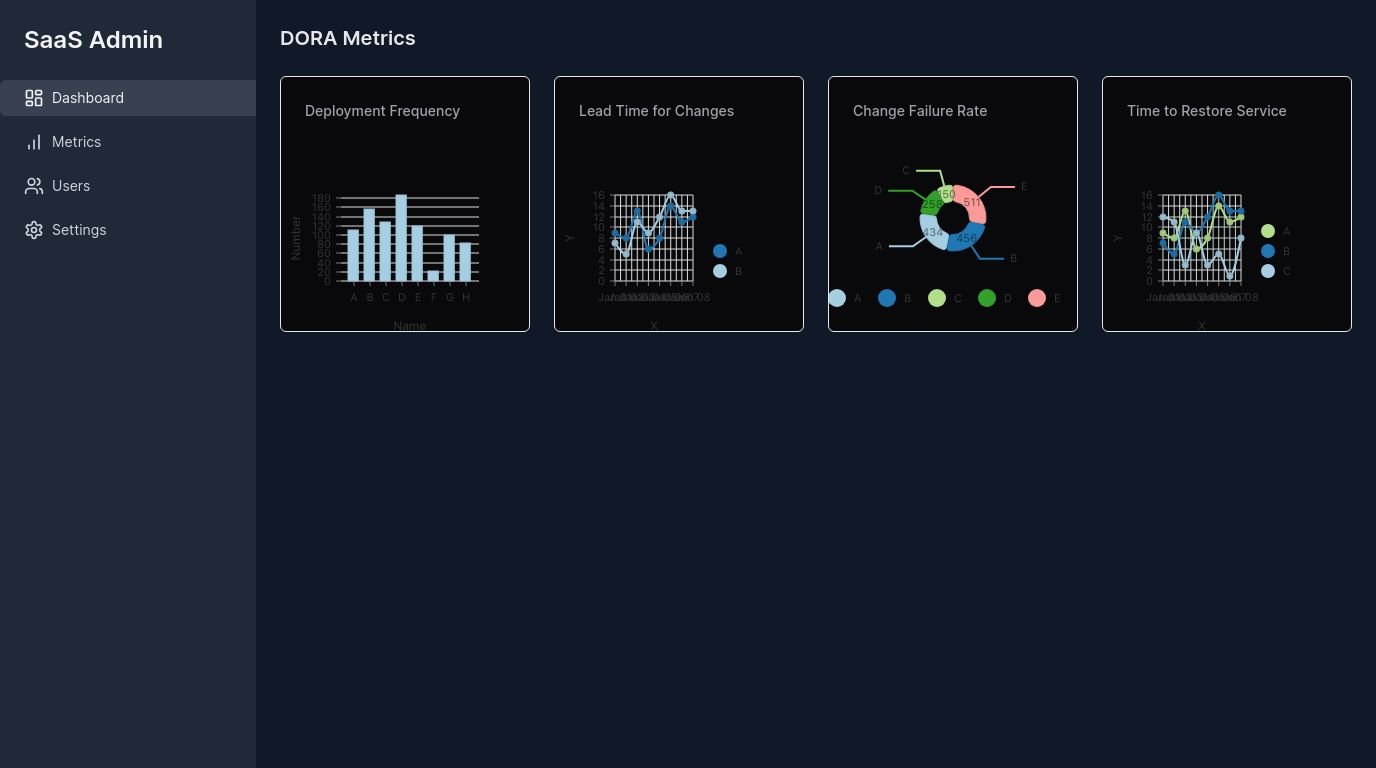 SaaS Admin
Dashboard
Metrics
Users
Settings
DORA Metrics
Deployment Frequency
Number
180
160
140
120
100
80
60
40
20
0
A B C D E F G H
Name
Lead Time for Changes
Y
16
14
12
10
8
6
4
2
0
X
A
B
Change Failure Rate
C
D
E
A
B
150
258
511
434
456
A B C D E
Time to Restore Service
Y
16
14
12
10
8
6
4
2
0
X
A
B
C